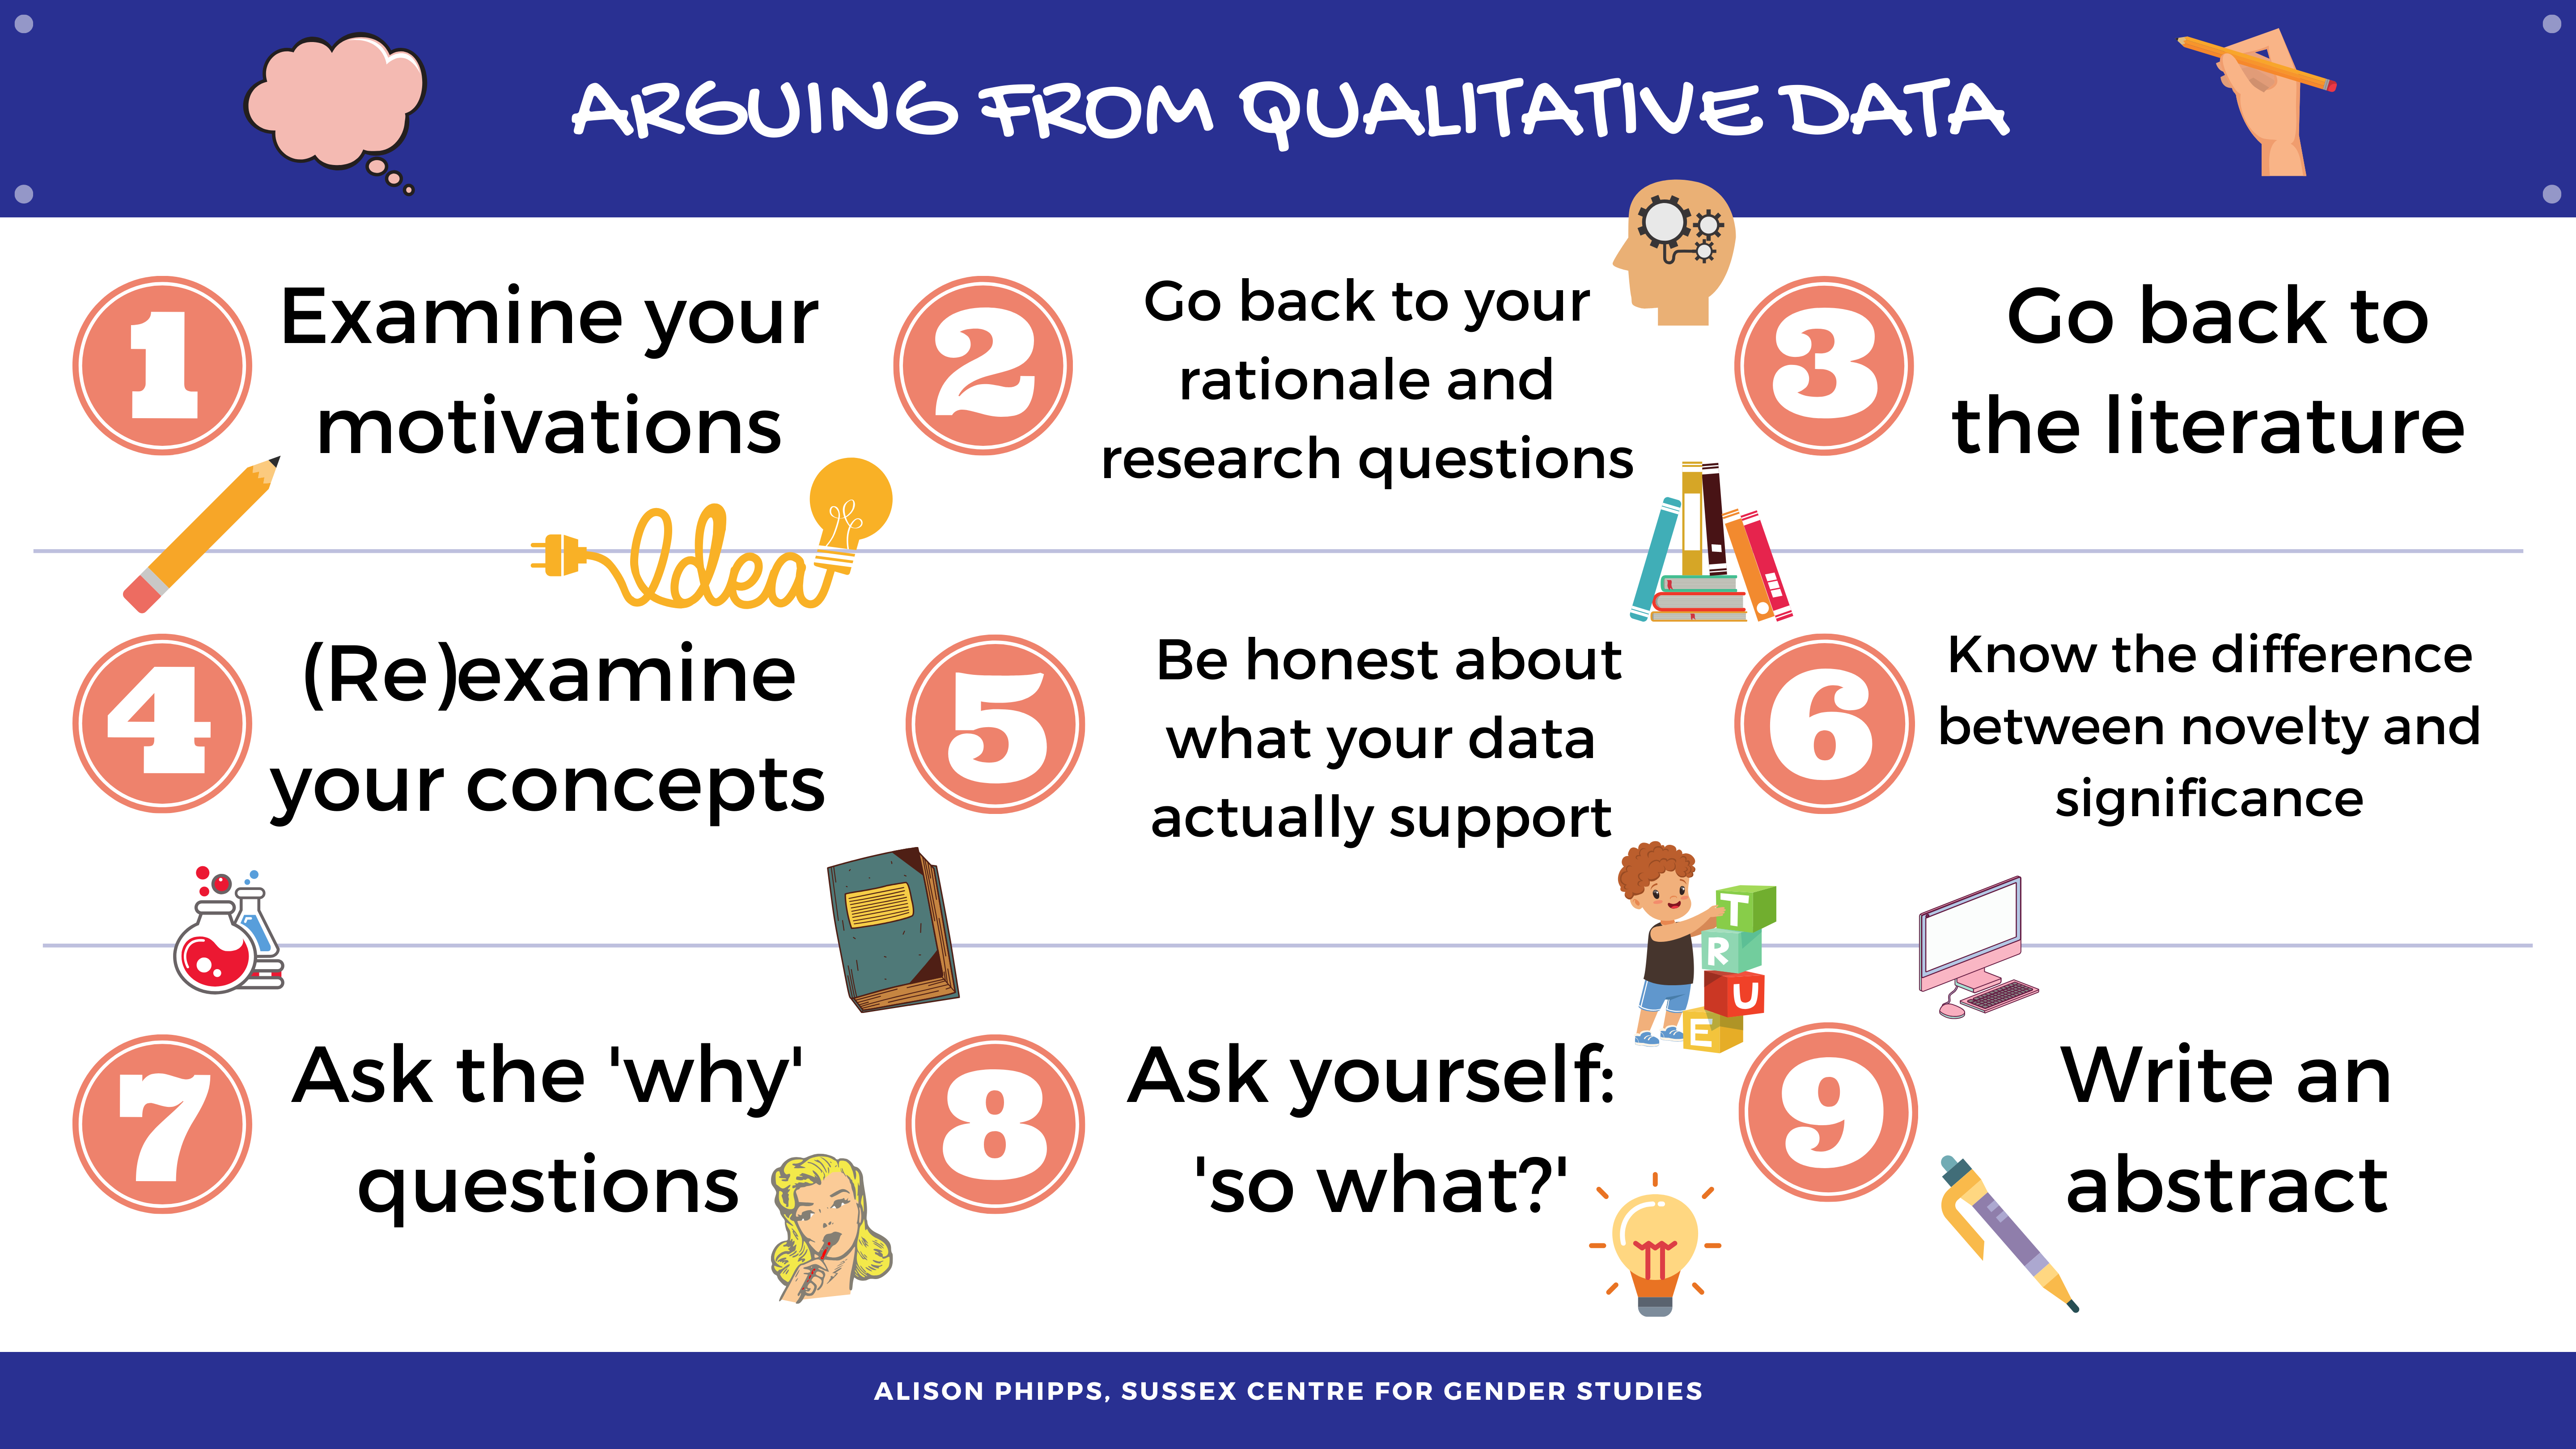 ARGUING FROM QUALITATIVE DATA
1
Examine your
motivations
2
Go back to your
rationale and
research questions
3
Go back to
the literature
Idea
4
(Re)examine
your concepts
5
Be honest about
what your data
actually support
6
Know the difference
between novelty and
significance
T
R
U
E
7
Ask the 'why'
questions
8
Ask yourself:
'so what?'
9
Write an
abstract
ALISON PHIPPS, SUSSEX CENTRE FOR GENDER STUDIES